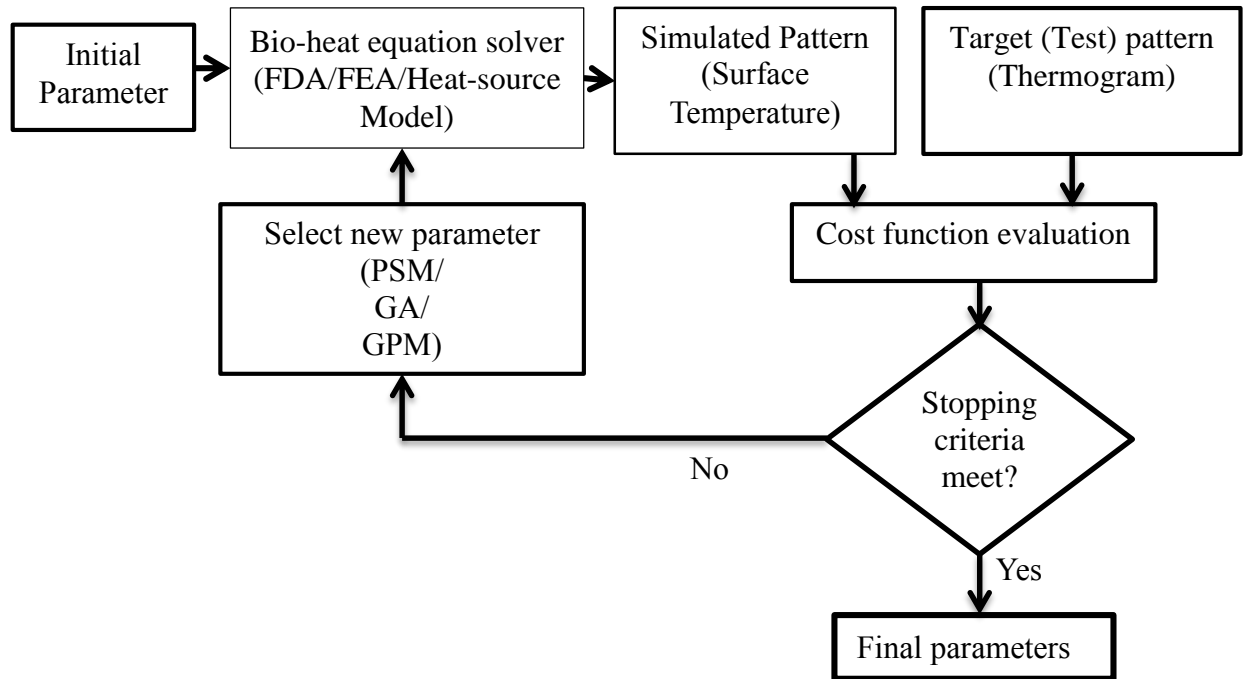 Initial
Parameter
Bio-heat equation solver
(FDA/FEA/Heat-source
Model)
Simulated Pattern
(Surface
Temperature)
Target (Test) pattern
(Thermogram)
Select new parameter
(PSM/
GA/
GPM)
Cost function evaluation
Stopping
criteria
meet?
No
Yes
Final parameters